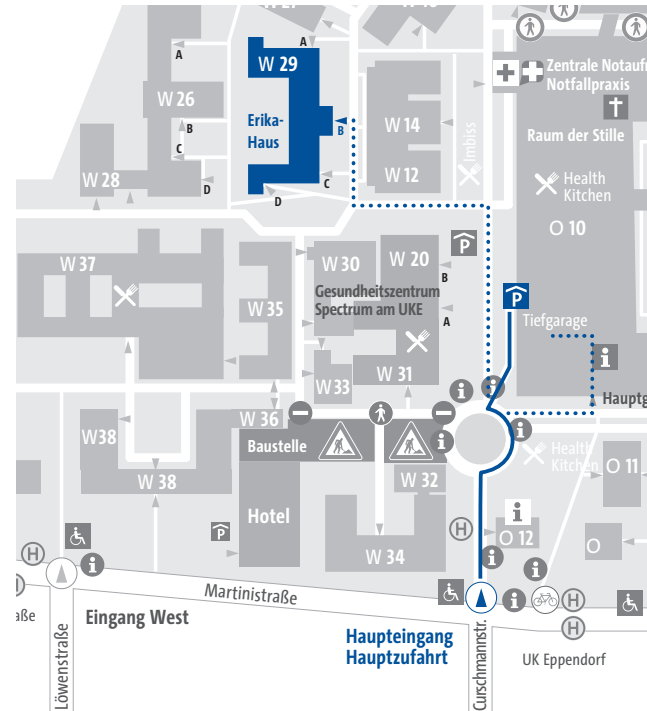 A
W 29
W 26
Erika-
Haus
B
B
C
C
D
D
A
W 28
W 14
W 12
Imbiss
Zentrale Notauf
Notfallpraxis
Raum der Stille
Health
Kitchen
O 10
W 37
W 30
W 20
P
B
Gesundheitszentrum
Spectrum am UKE
A
W 35
P
Tiefgarage
i
W 33
W 31
i
i
Hauptg
W 36
W38
Baustelle
i
i
Health
Kitchen
O 11
W 38
W 32
Hotel
P
i
O 12
O
H
W 34
H
i
i
i
i
H
H
H
Martinistraße
aße
Eingang West
Löwenstraße
Haupteingang
Hauptzufahrt
Curschmannstr.
UK Eppendorf